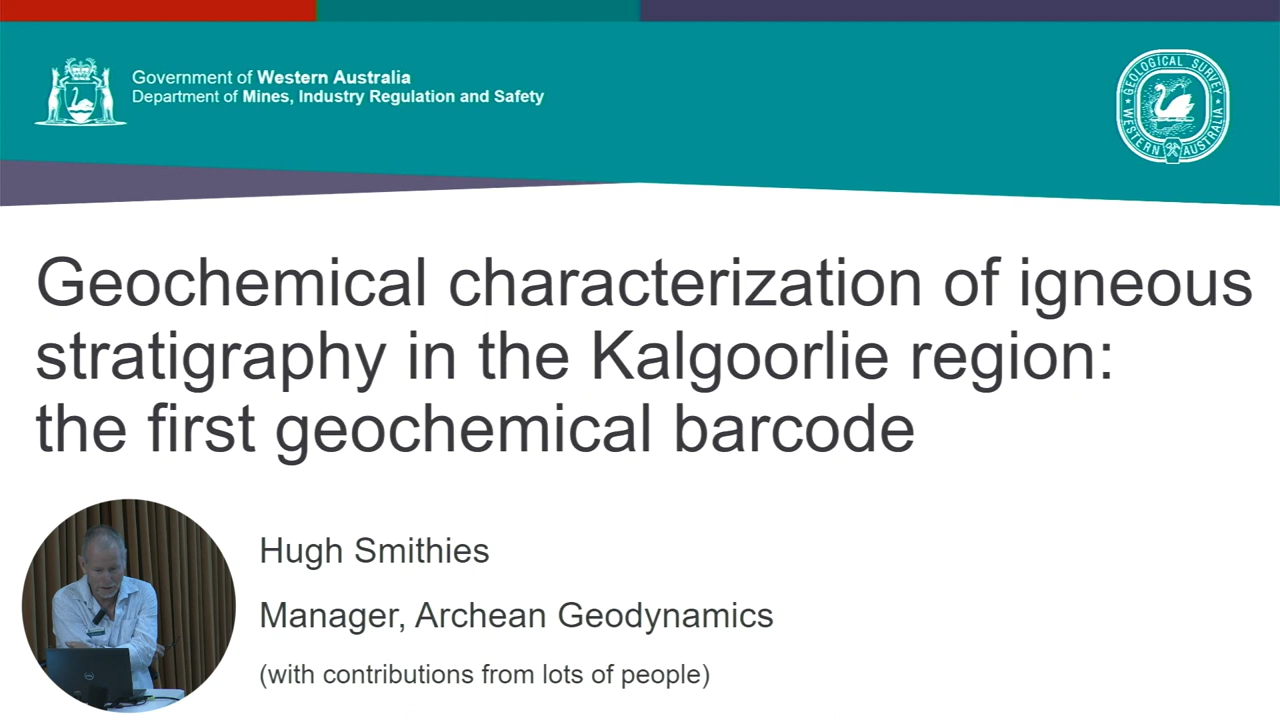 Government of Western Australia
Department of Mines, Industry Regulation and Safety
GEOLOGICAL SURVEY
WESTERN AUSTRALIA
Geochemical characterization of igneous
stratigraphy in the Kalgoorlie region:
the first geochemical barcode
Hugh Smithies
Manager, Archean Geodynamics
(with contributions from lots of people)